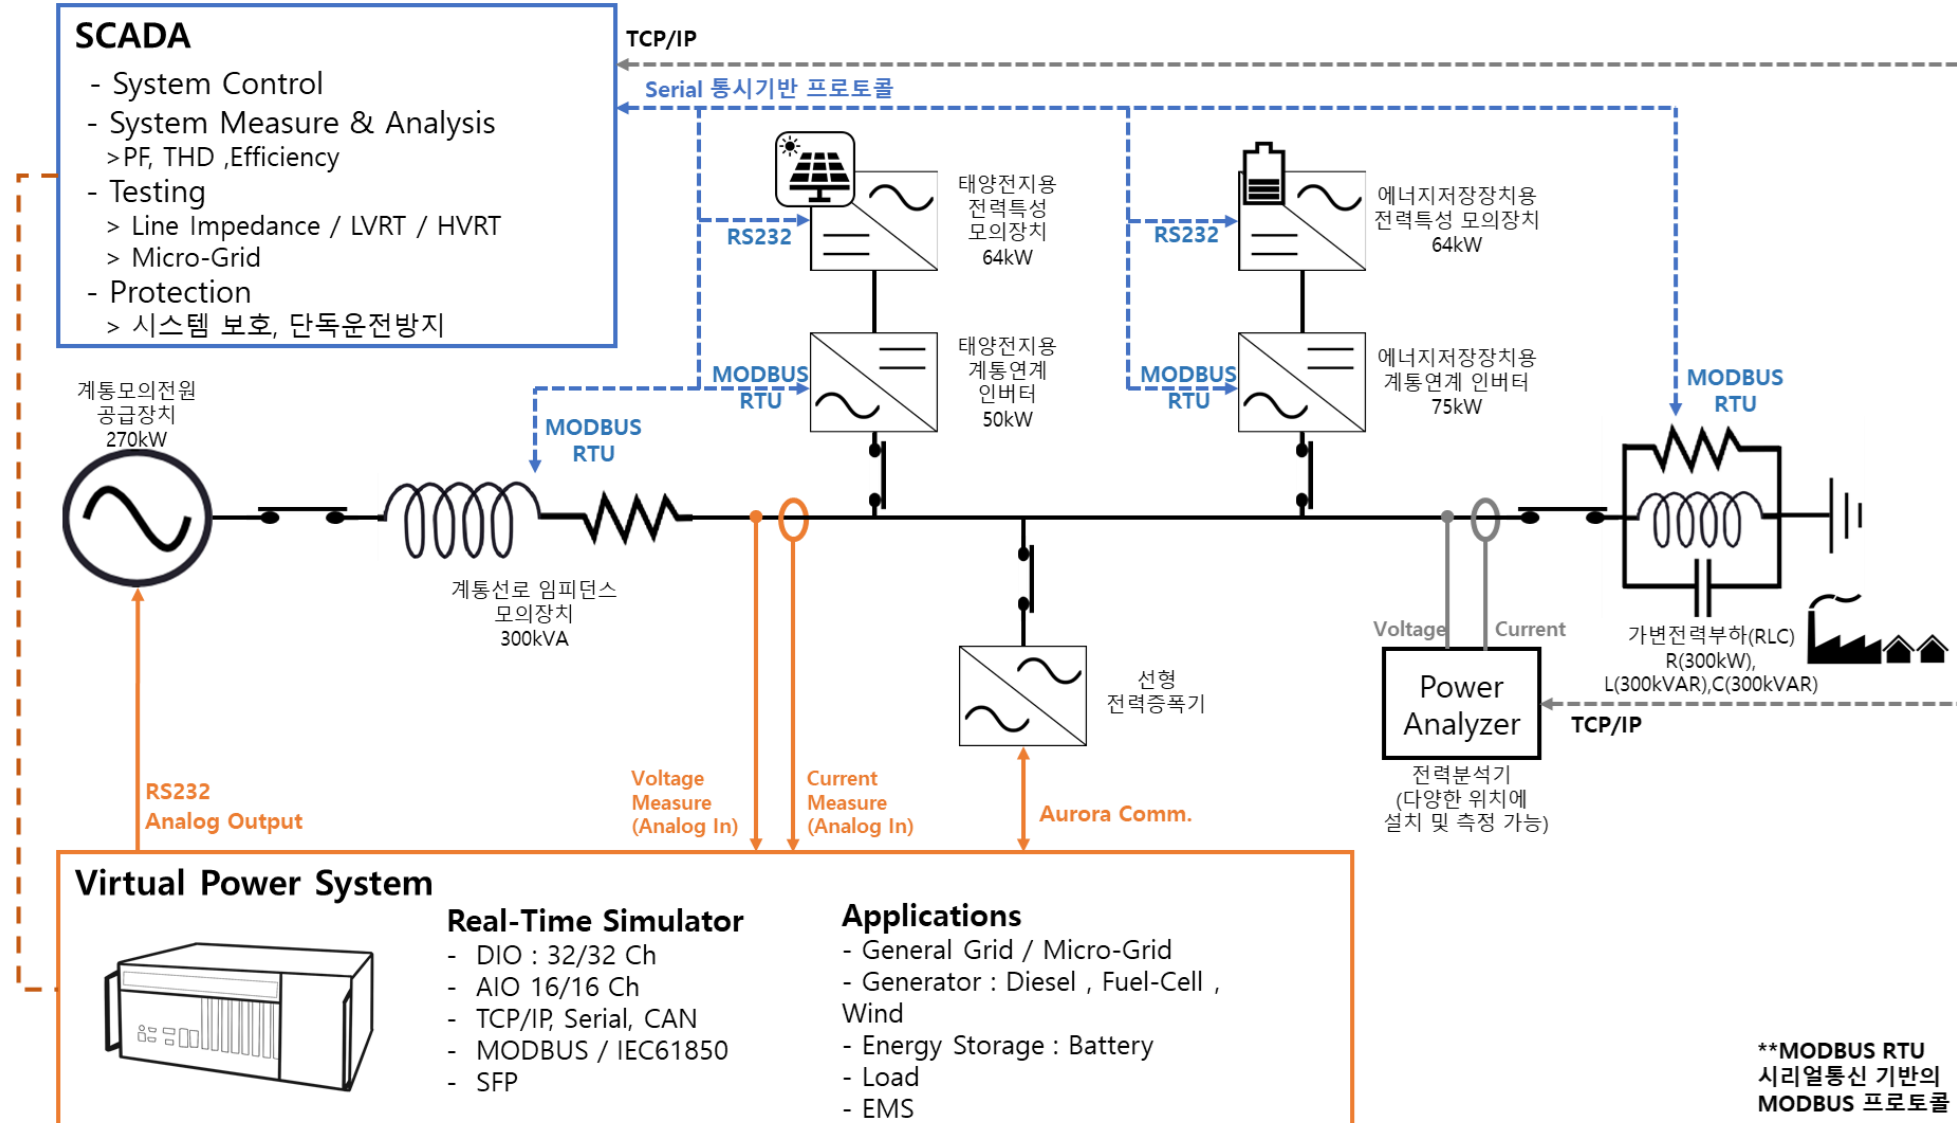 SCADA
- System Control
- System Measure & Analysis
>PF, THD ,Efficiency
- Testing
> Line Impedance / LVRT / HVRT
> Micro-Grid
- Protection
> 시스템 보호, 단독운전방지
TCP/IP
Serial 통시기반 프로토콜
RS232
태양전지용
전력특성
모의장치
64kW
RS232
에너지저장장치용
전력특성 모의장치
64kW
MODBUS
RTU
태양전지용
계통연계
인버터
50kW
MODBUS
RTU
에너지저장장치용
계통연계 인버터
75kW
MODBUS
RTU
계통모의전원
공급장치
270kW
MODBUS
RTU
계통선로 임피던스
모의장치
300kVA
Voltage
Current
가변전력부하(RLC)
R(300kW),
L(300kVAR),C(300kVAR)
선형
전력증폭기
Power
Analyzer
TCP/IP
전력분석기
(다양한 위치에
설치 및 측정 가능)
RS232
Analog Output
Voltage
Measure
(Analog In)
Current
Measure
(Analog In)
Aurora Comm.
Virtual Power System
Real-Time Simulator
- DIO : 32/32 Ch
- AIO 16/16 Ch
- TCP/IP, Serial, CAN
- MODBUS / IEC61850
- SFP
Applications
- General Grid / Micro-Grid
- Generator : Diesel , Fuel-Cell ,
Wind
- Energy Storage : Battery
- Load
- EMS
**MODBUS RTU
시리얼통신 기반의
MODBUS 프로토콜